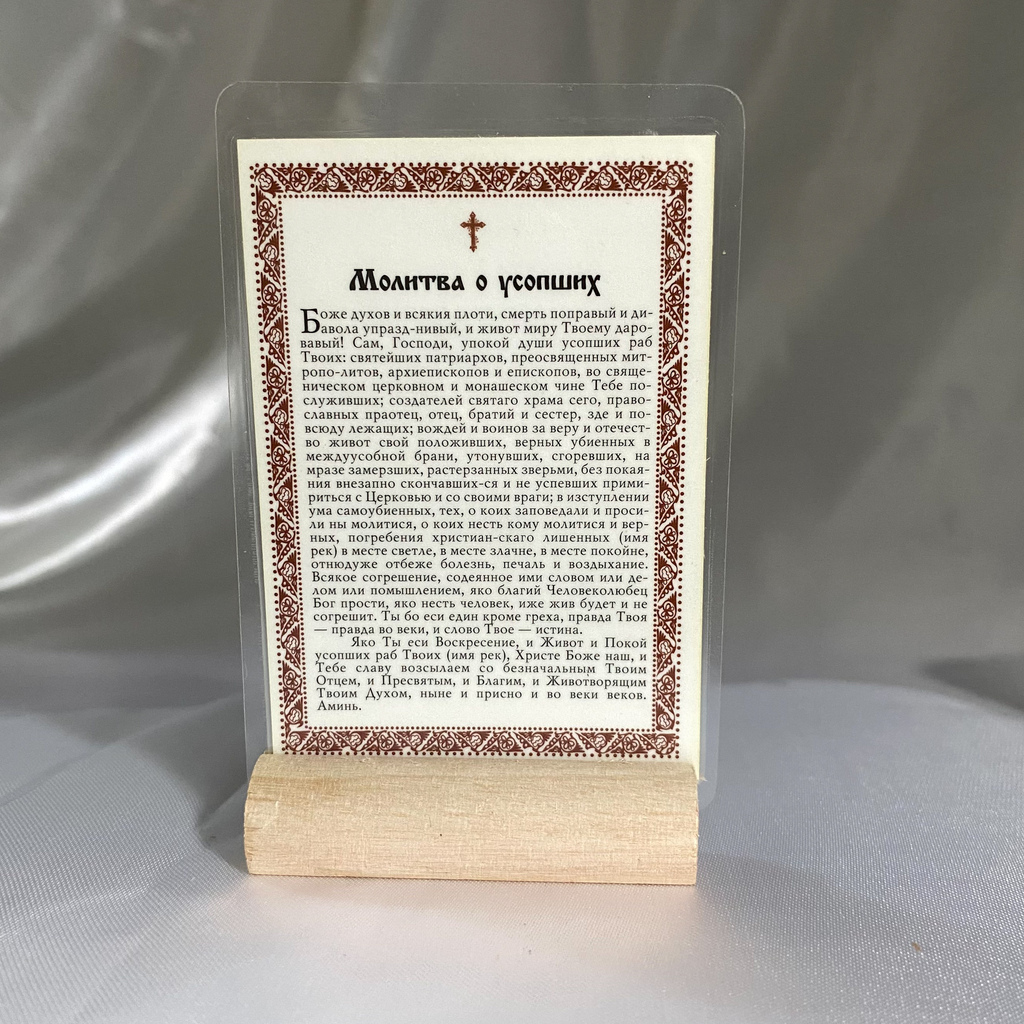 Молитва о усопших
Боже духов и всякия плоти, смерть поправый и ди-
авола упразд-нивый, и живот миру Твоему даро-
вавый! Сам, Господи, упокой души усопших раб
Твоих: святейших патриархов, преосвященных мит-
ропо-литов, архиепископов и епископов, во свяще-
ническом церковном и монашеском чине Тебе по-
служивших; создателей святаго храма сего, право-
славных праотец, отец, братий и сестер, зде и по-
всюду лежащих; вождей и воинов за веру и отечест-
во живот свой положивших, верных убиенных в
междуусобной брани, утонувших, сгоревших, на
мразе замерзших, растерзанных зверьми, без покая-
ния внезапно скончавших-ся и не успевших прими-
риться с Церковью и со своими враги; в изступлении
ума самоубиенных, тех, о коих заповедали и проси-
ли ны молитися, о коих несть кому молитися и вер-
ных, погребения христиан-скаго лишенных (имя
рек) в месте светле, в месте злачне, в месте покойне,
отнюдуже отбеже болезнь, печаль и воздыхание.
Всякое согрешение, содеянное ими словом или де-
лом или помышлением, яко благий Человеколюбец
Бог прости, яко несть человек, иже жив будет и не
согрешит. Ты бо еси един кроме греха, правда Твоя
— правда во веки, и слово Твое — истина.
Яко Ты еси Воскресение, и Живот и Покой
усопших раб Твоих (имя рек), Христе Боже наш, и
Тебе славу возсылаем со безначальным Твоим
Отцем, и Пресвятым, и Благим, и Животворящим
Твоим Духом, ныне и присно и во веки веков.
Аминь.